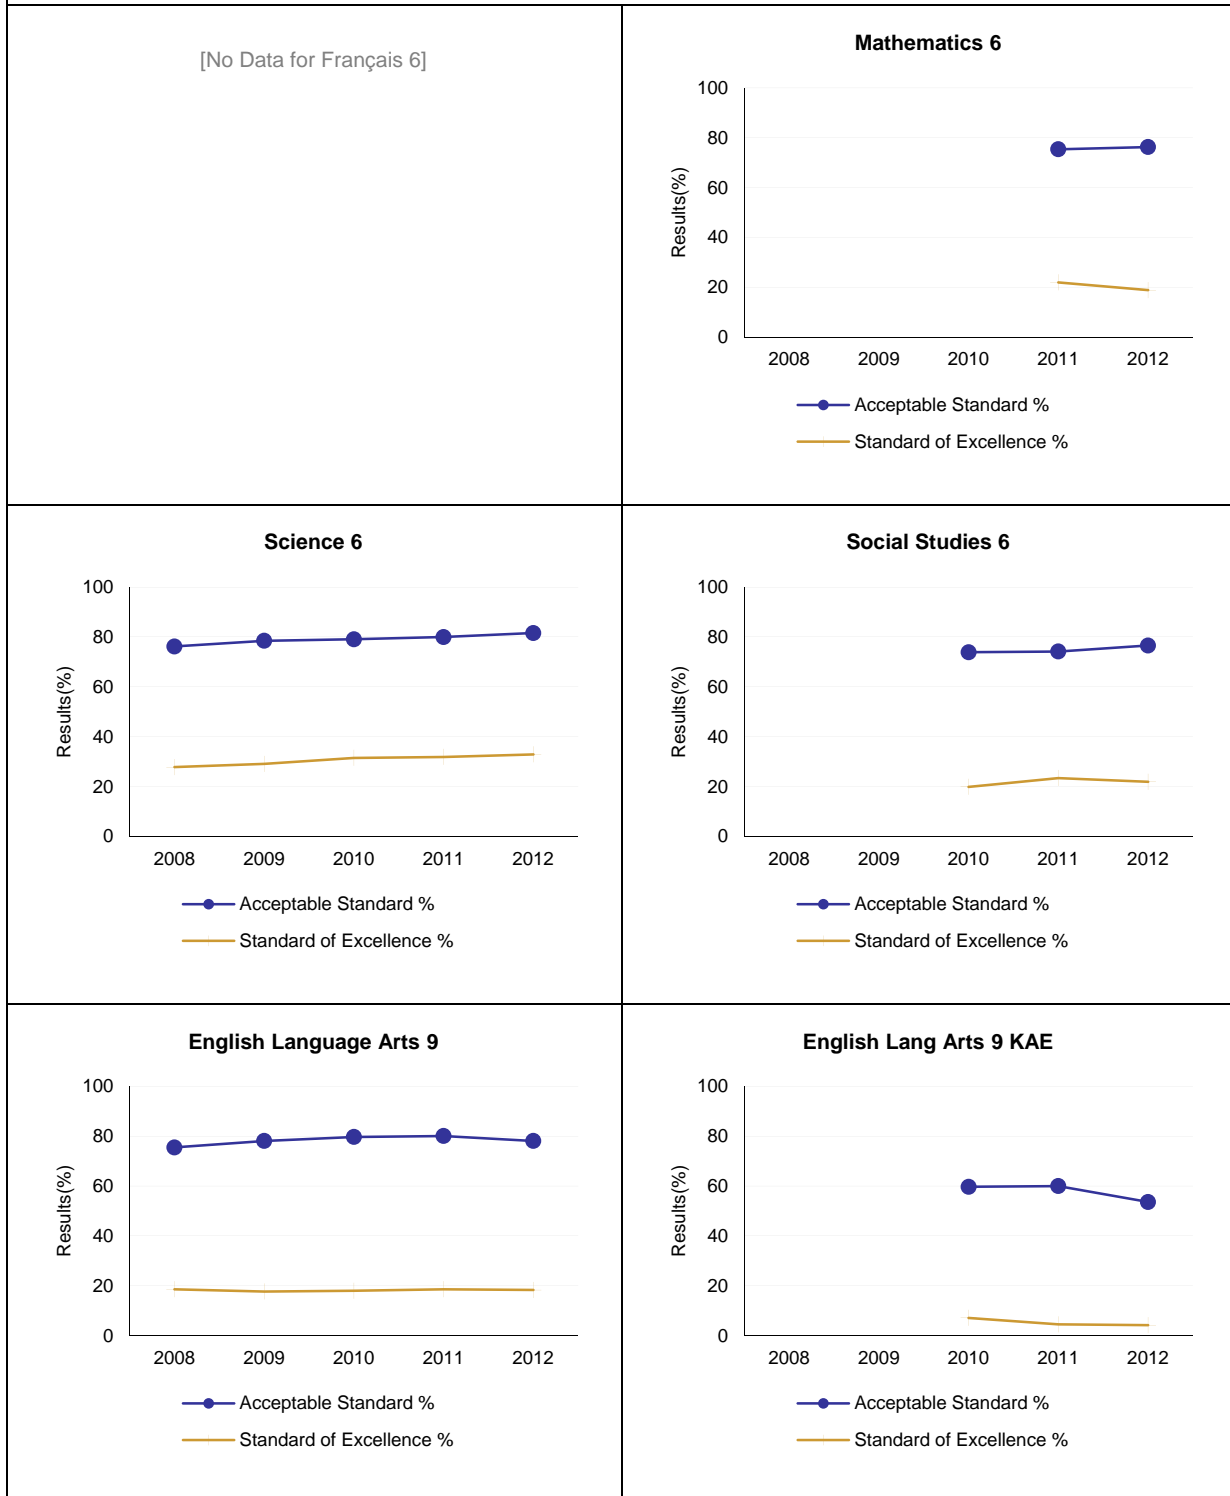 [No Data for Français 6]
Mathematics 6
100
80
60
40
20
0
Results(%)
2008 2009 2010 2011 2012
Acceptable Standard %
Standard of Excellence %
Science 6
100
80
60
40
20
0
Results(%)
2008 2009 2010 2011 2012
Acceptable Standard %
Standard of Excellence %
Social Studies 6
100
80
60
40
20
0
Results(%)
2008 2009 2010 2011 2012
Acceptable Standard %
Standard of Excellence %
English Language Arts 9
100
80
60
40
20
0
Results(%)
2008 2009 2010 2011 2012
Acceptable Standard %
Standard of Excellence %
English Lang Arts 9 KAE
100
80
60
40
20
0
Results(%)
2008 2009 2010 2011 2012
Acceptable Standard %
Standard of Excellence %